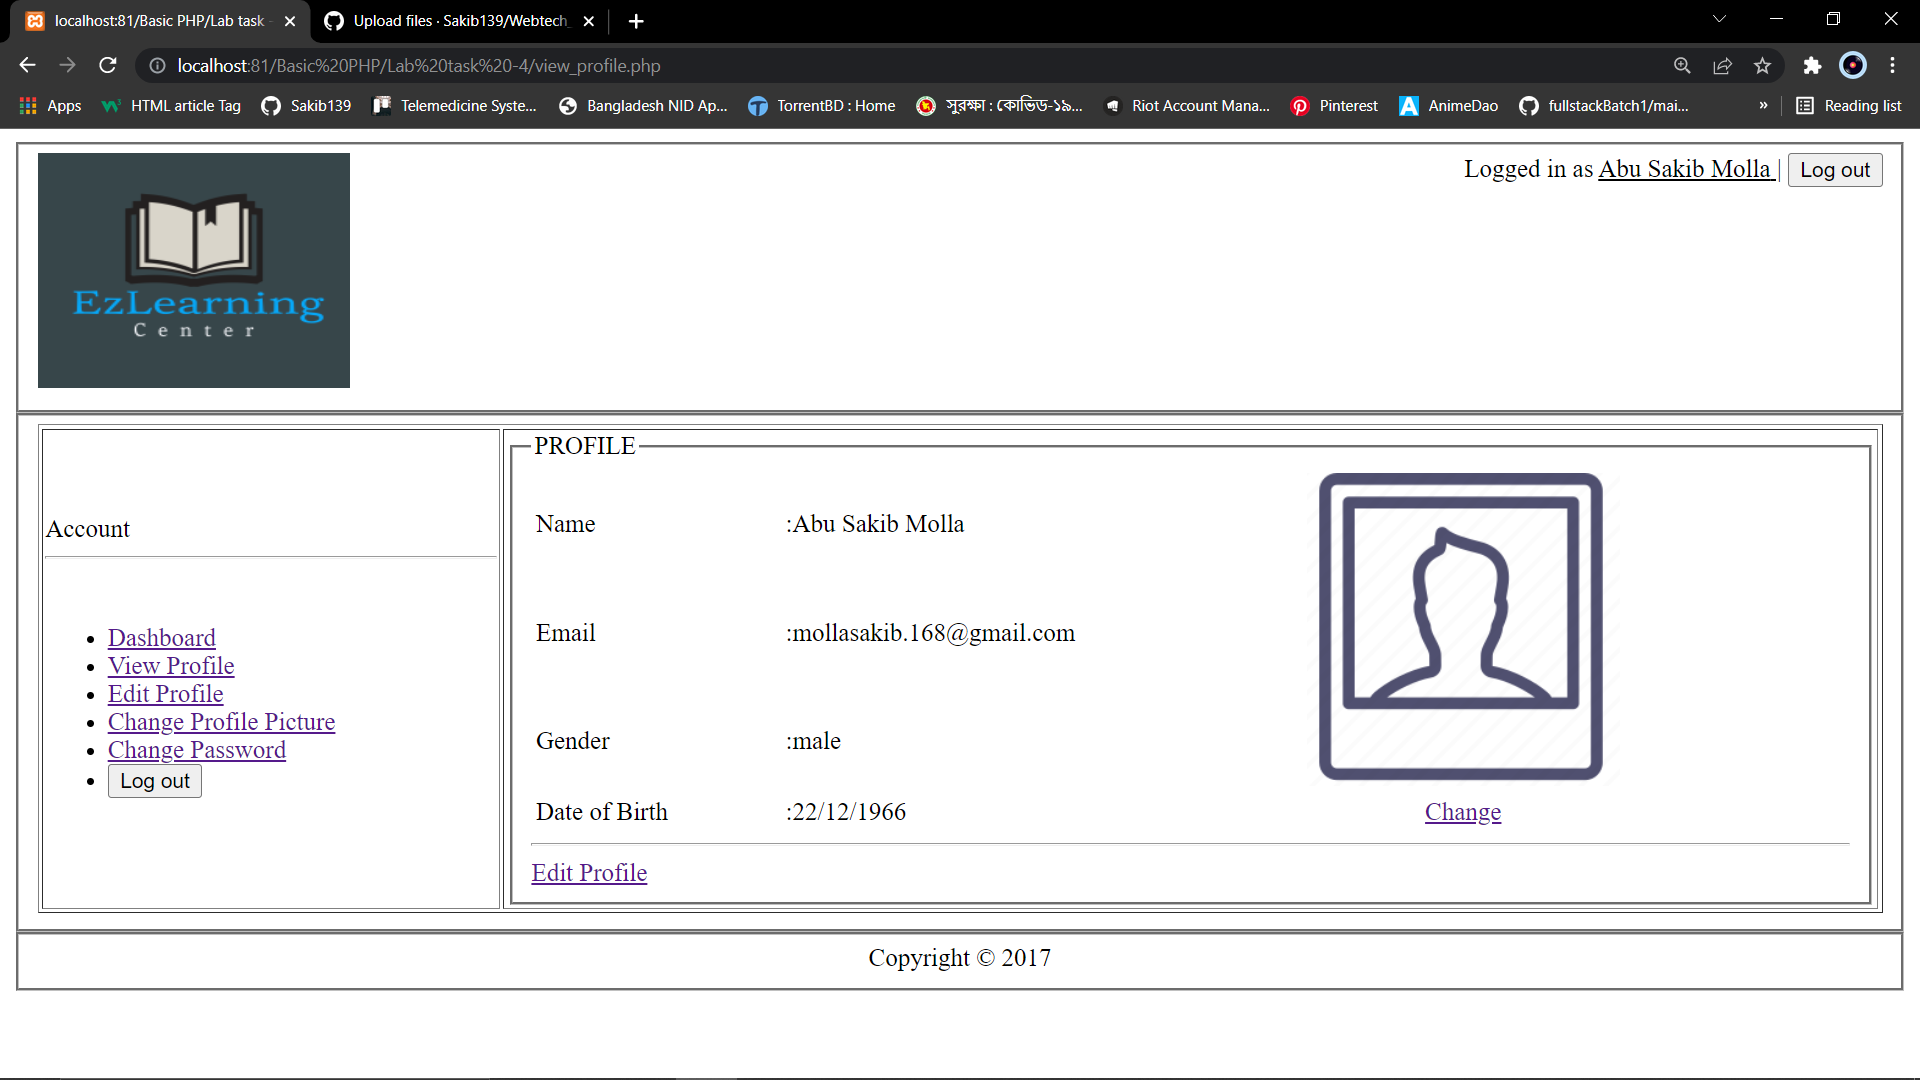 localhost:81/Basic PHP/Lab task -
Upload files · Sakib139/Webtech_
localhost:81/Basic%20PHP/Lab%20task%20-4/view_profile.php
Apps
HTML article Tag
Sakib139
Telemedicine Syste...
Bangladesh NID Ap...
TorrentBD : Home
সুরক্ষা : কোভিড-১৯...
Riot Account Mana...
Pinterest
AnimeDao
fullstackBatch1/mai...
»
Reading list
Logged in as Abu Sakib Molla | Log out
EzLearning
Center
Account
Dashboard
View Profile
Edit Profile
Change Profile Picture
Change Password
Log out
PROFILE
Name :Abu Sakib Molla
Email :mollasakib.168@gmail.com
Gender :male
Date of Birth :22/12/1966
Change
Edit Profile
Copyright © 2017